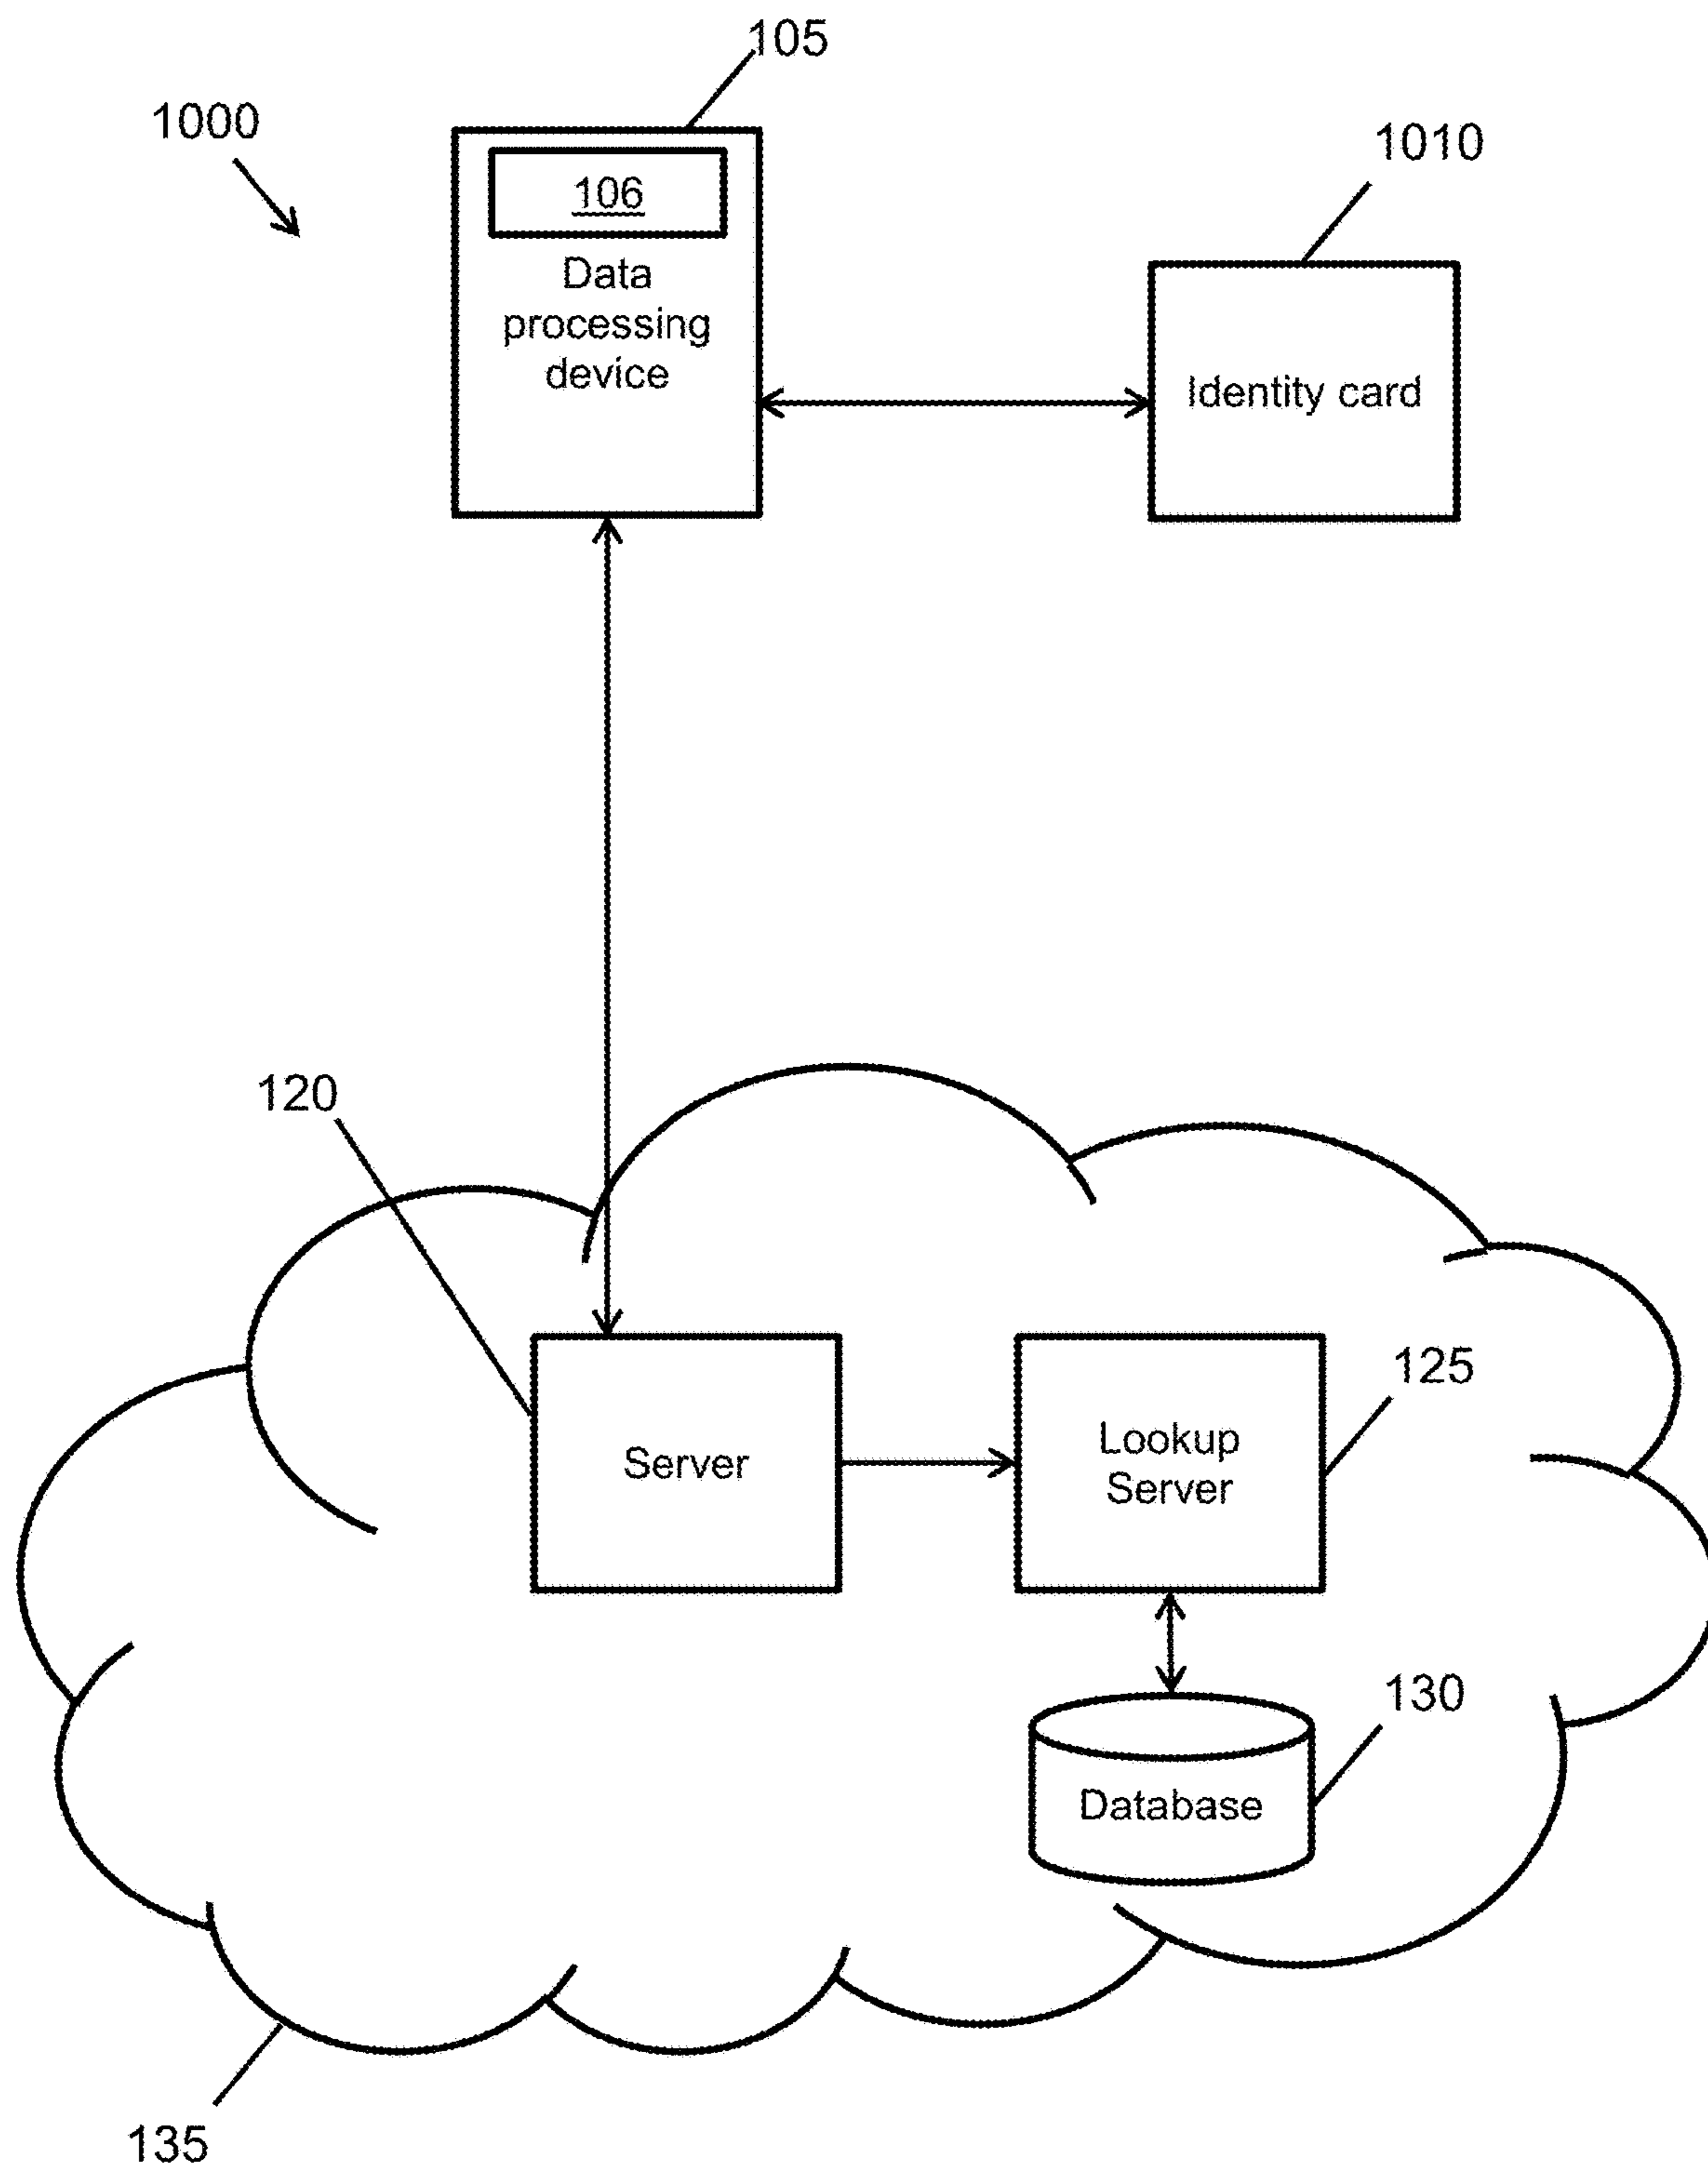 105
1000
1010
106
Data
processing
device
Identity card
120
125
Server
Lookup
Server
130
Database
135